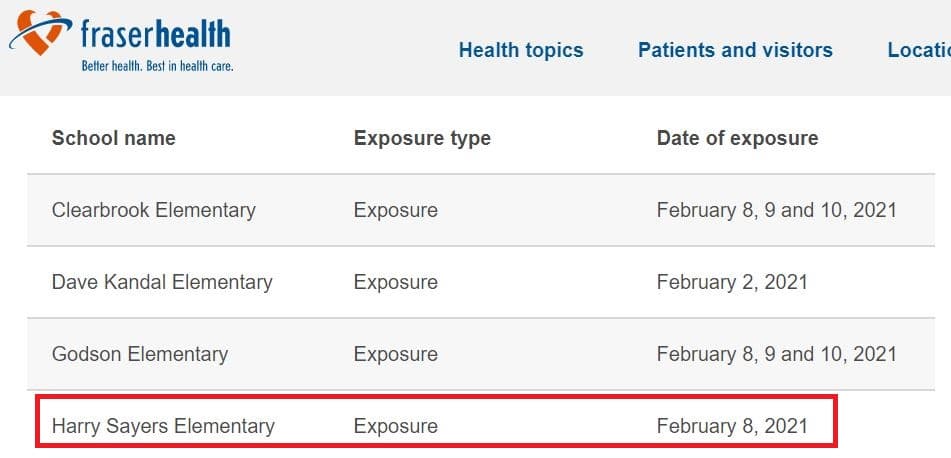 fraserhealth
Better health. Best in health care.
Health topics Patients and visitors Locatio
School name Exposure type Date of exposure
Clearbrook Elementary Exposure February 8, 9 and 10, 2021
Dave Kandal Elementary Exposure February 2, 2021
Godson Elementary Exposure February 8, 9 and 10, 2021
Harry Sayers Elementary Exposure February 8, 2021